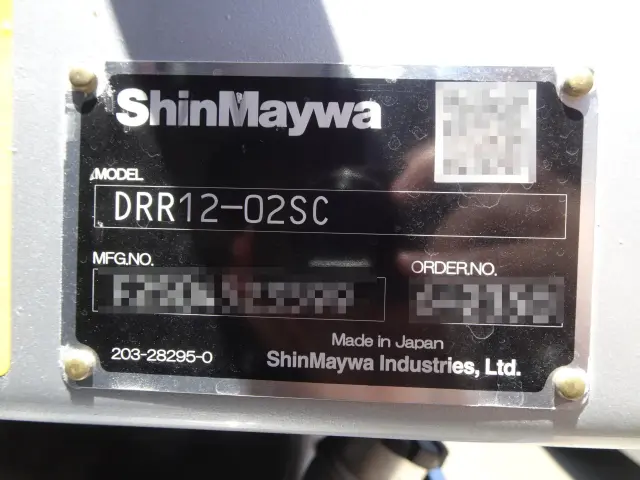 ShinMaywa
MODEL
DRR12-02SC
MFG.NO.
ORDER.NO.
203-28295-0
Made in Japan
ShinMaywa Industries, Ltd.